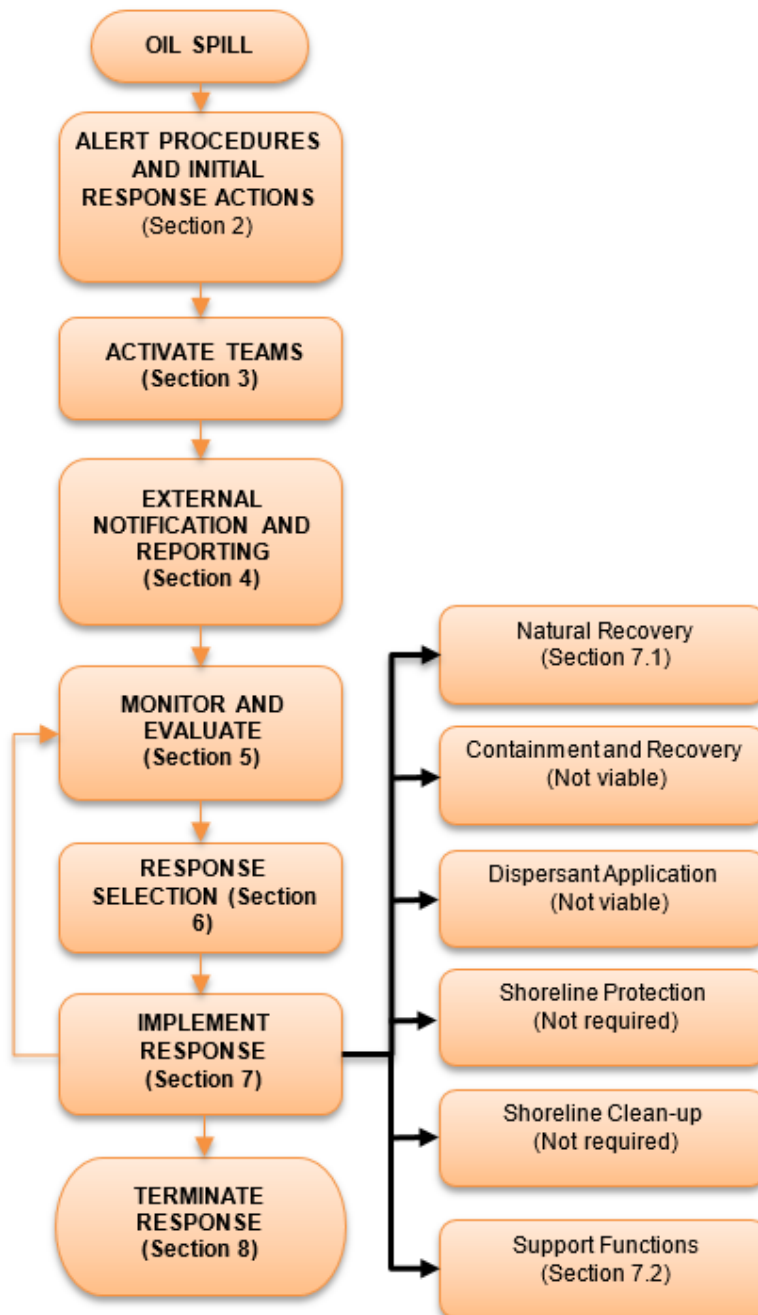 OIL SPILL
ALERT PROCEDURES
AND INITIAL
RESPONSE ACTIONS
(Section 2)
ACTIVATE TEAMS
(Section 3)
EXTERNAL
NOTIFICATION AND
REPORTING
(Section 4)
MONITOR AND
EVALUATE
(Section 5)
RESPONSE
SELECTION (Section
6)
IMPLEMENT
RESPONSE
(Section 7)
TERMINATE
RESPONSE
(Section 8)
Natural Recovery
(Section 7.1)
Containment and Recovery
(Not viable)
Dispersant Application
(Not viable)
Shoreline Protection
(Not required)
Shoreline Clean-up
(Not required)
Support Functions
(Section 7.2)